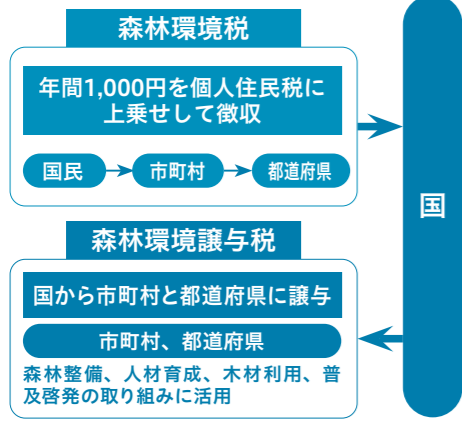 森林環境税
年間1,000円を個人住民税に
上乗せして徴収
国民
市町村
都道府県
国
森林環境譲与税
国から市町村と都道府県に譲与
市町村、都道府県
森林整備、人材育成、木材利用、普
及啓発の取り組みに活用